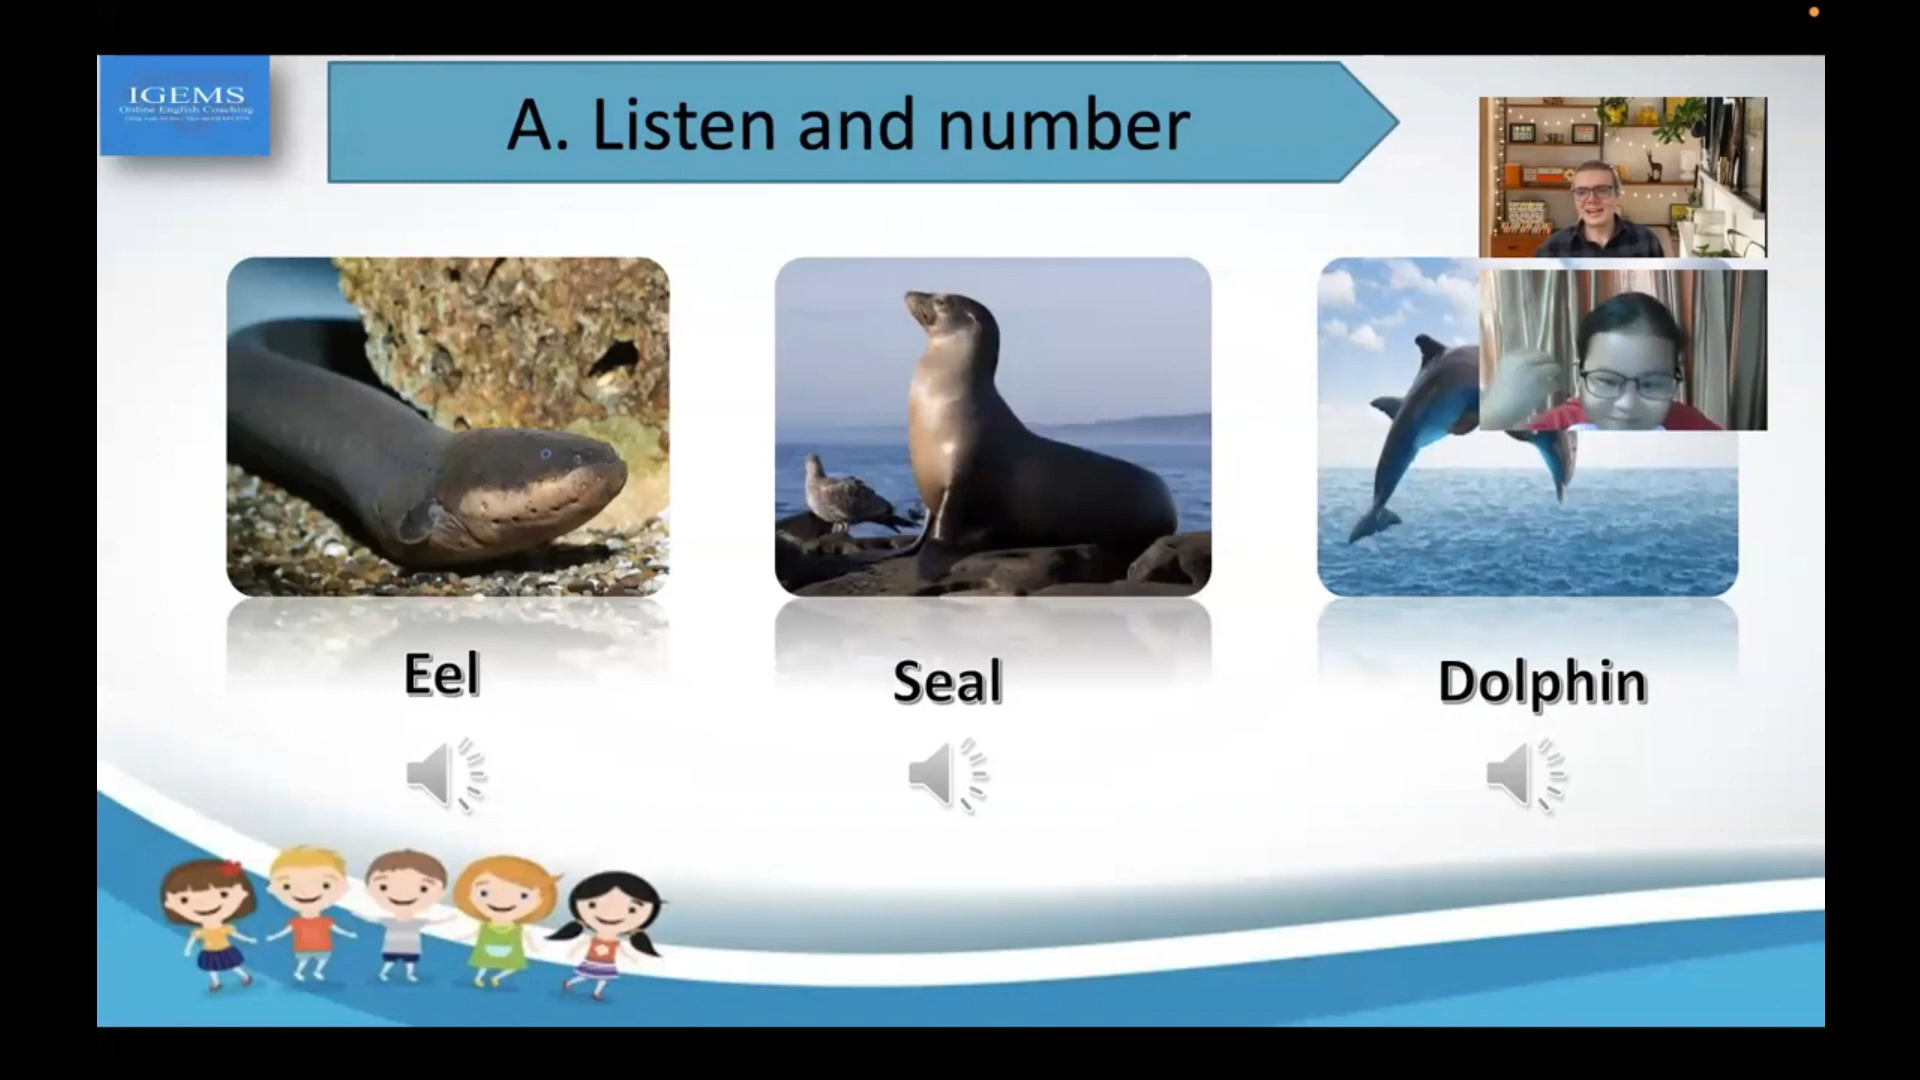 IGEMS
Online English Coaching
A. Listen and number
Eel
Seal
Dolphin